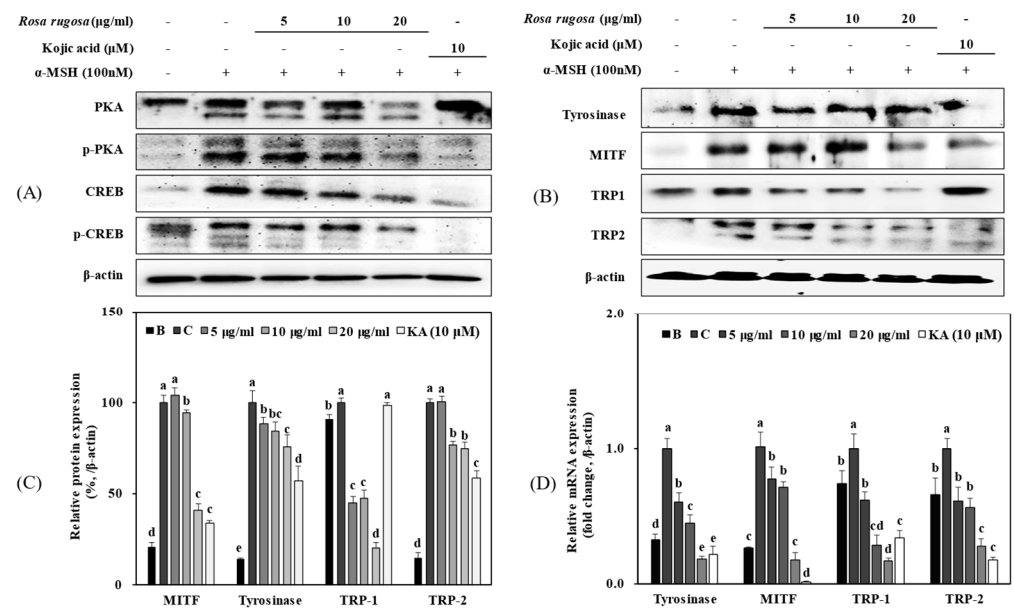 Rosa rugosa (μg/ml) - - 5 10 20 -
Kojic acid (μM) - - - - - 10
α-MSH (100nM) - + + + + +
PKA
p-PKA
CREB
p-CREB
β-actin
(A)
Rosa rugosa (μg/ml) - - 5 10 20 -
Kojic acid (μM) - - - - - 10
α-MSH (100nM) - + + + + +
Tyrosinase
MITF
TRP1
TRP2
β-actin
(B)
150
100
50
0
Relative protein expression
(%, /β-actin)
B C 5 μg/ml 10 μg/ml 20 μg/ml KA (10 μM)
d a a b c c
e a b bc c d
b a c c d a
d a a b b c
MITF Tyrosinase TRP-1 TRP-2
(C)
2.0
1.0
0.0
Relative mRNA expression
(fold change, /β-actin)
B C 5 μg/ml 10 μg/ml 20 μg/ml KA (10 μM)
d a b c e e
c a b b c d
b a b cd d c
b a b b c c
Tyrosinase MITF TRP-1 TRP-2
(D)